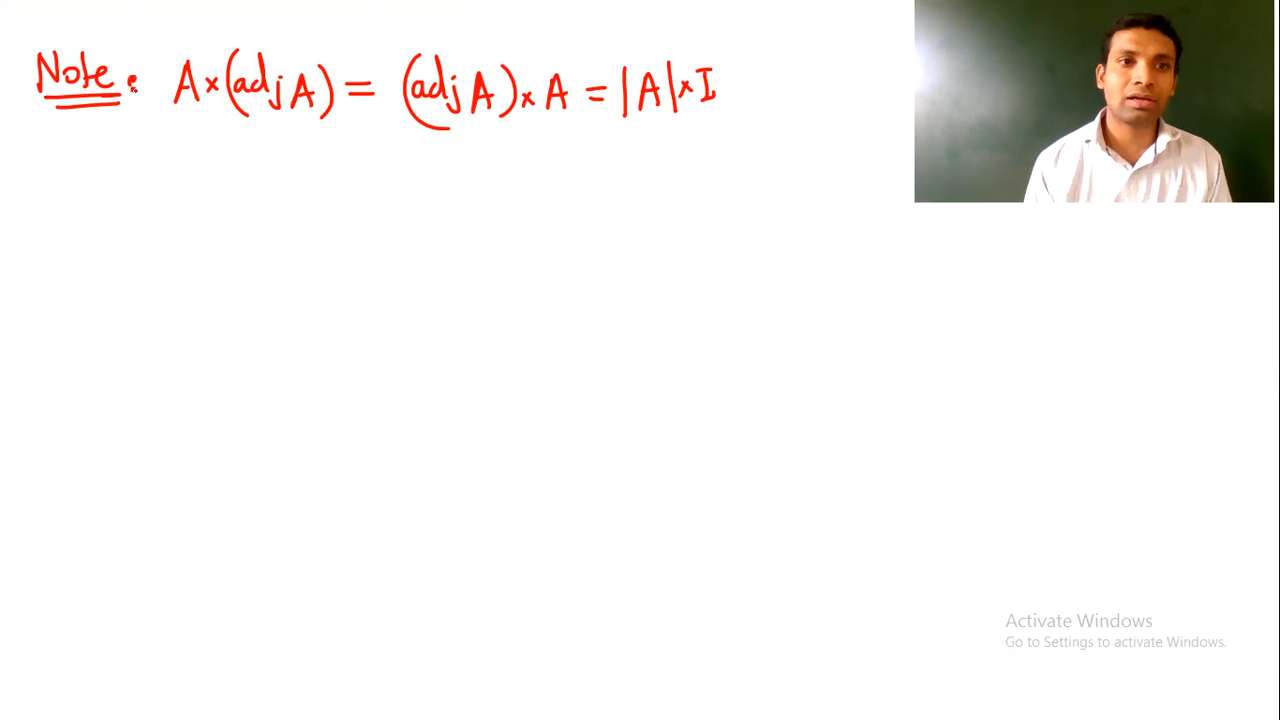 Note: A×(adj A) = (adj A)×A = |A|×I
Activate Windows
Go to Settings to activate Windows.